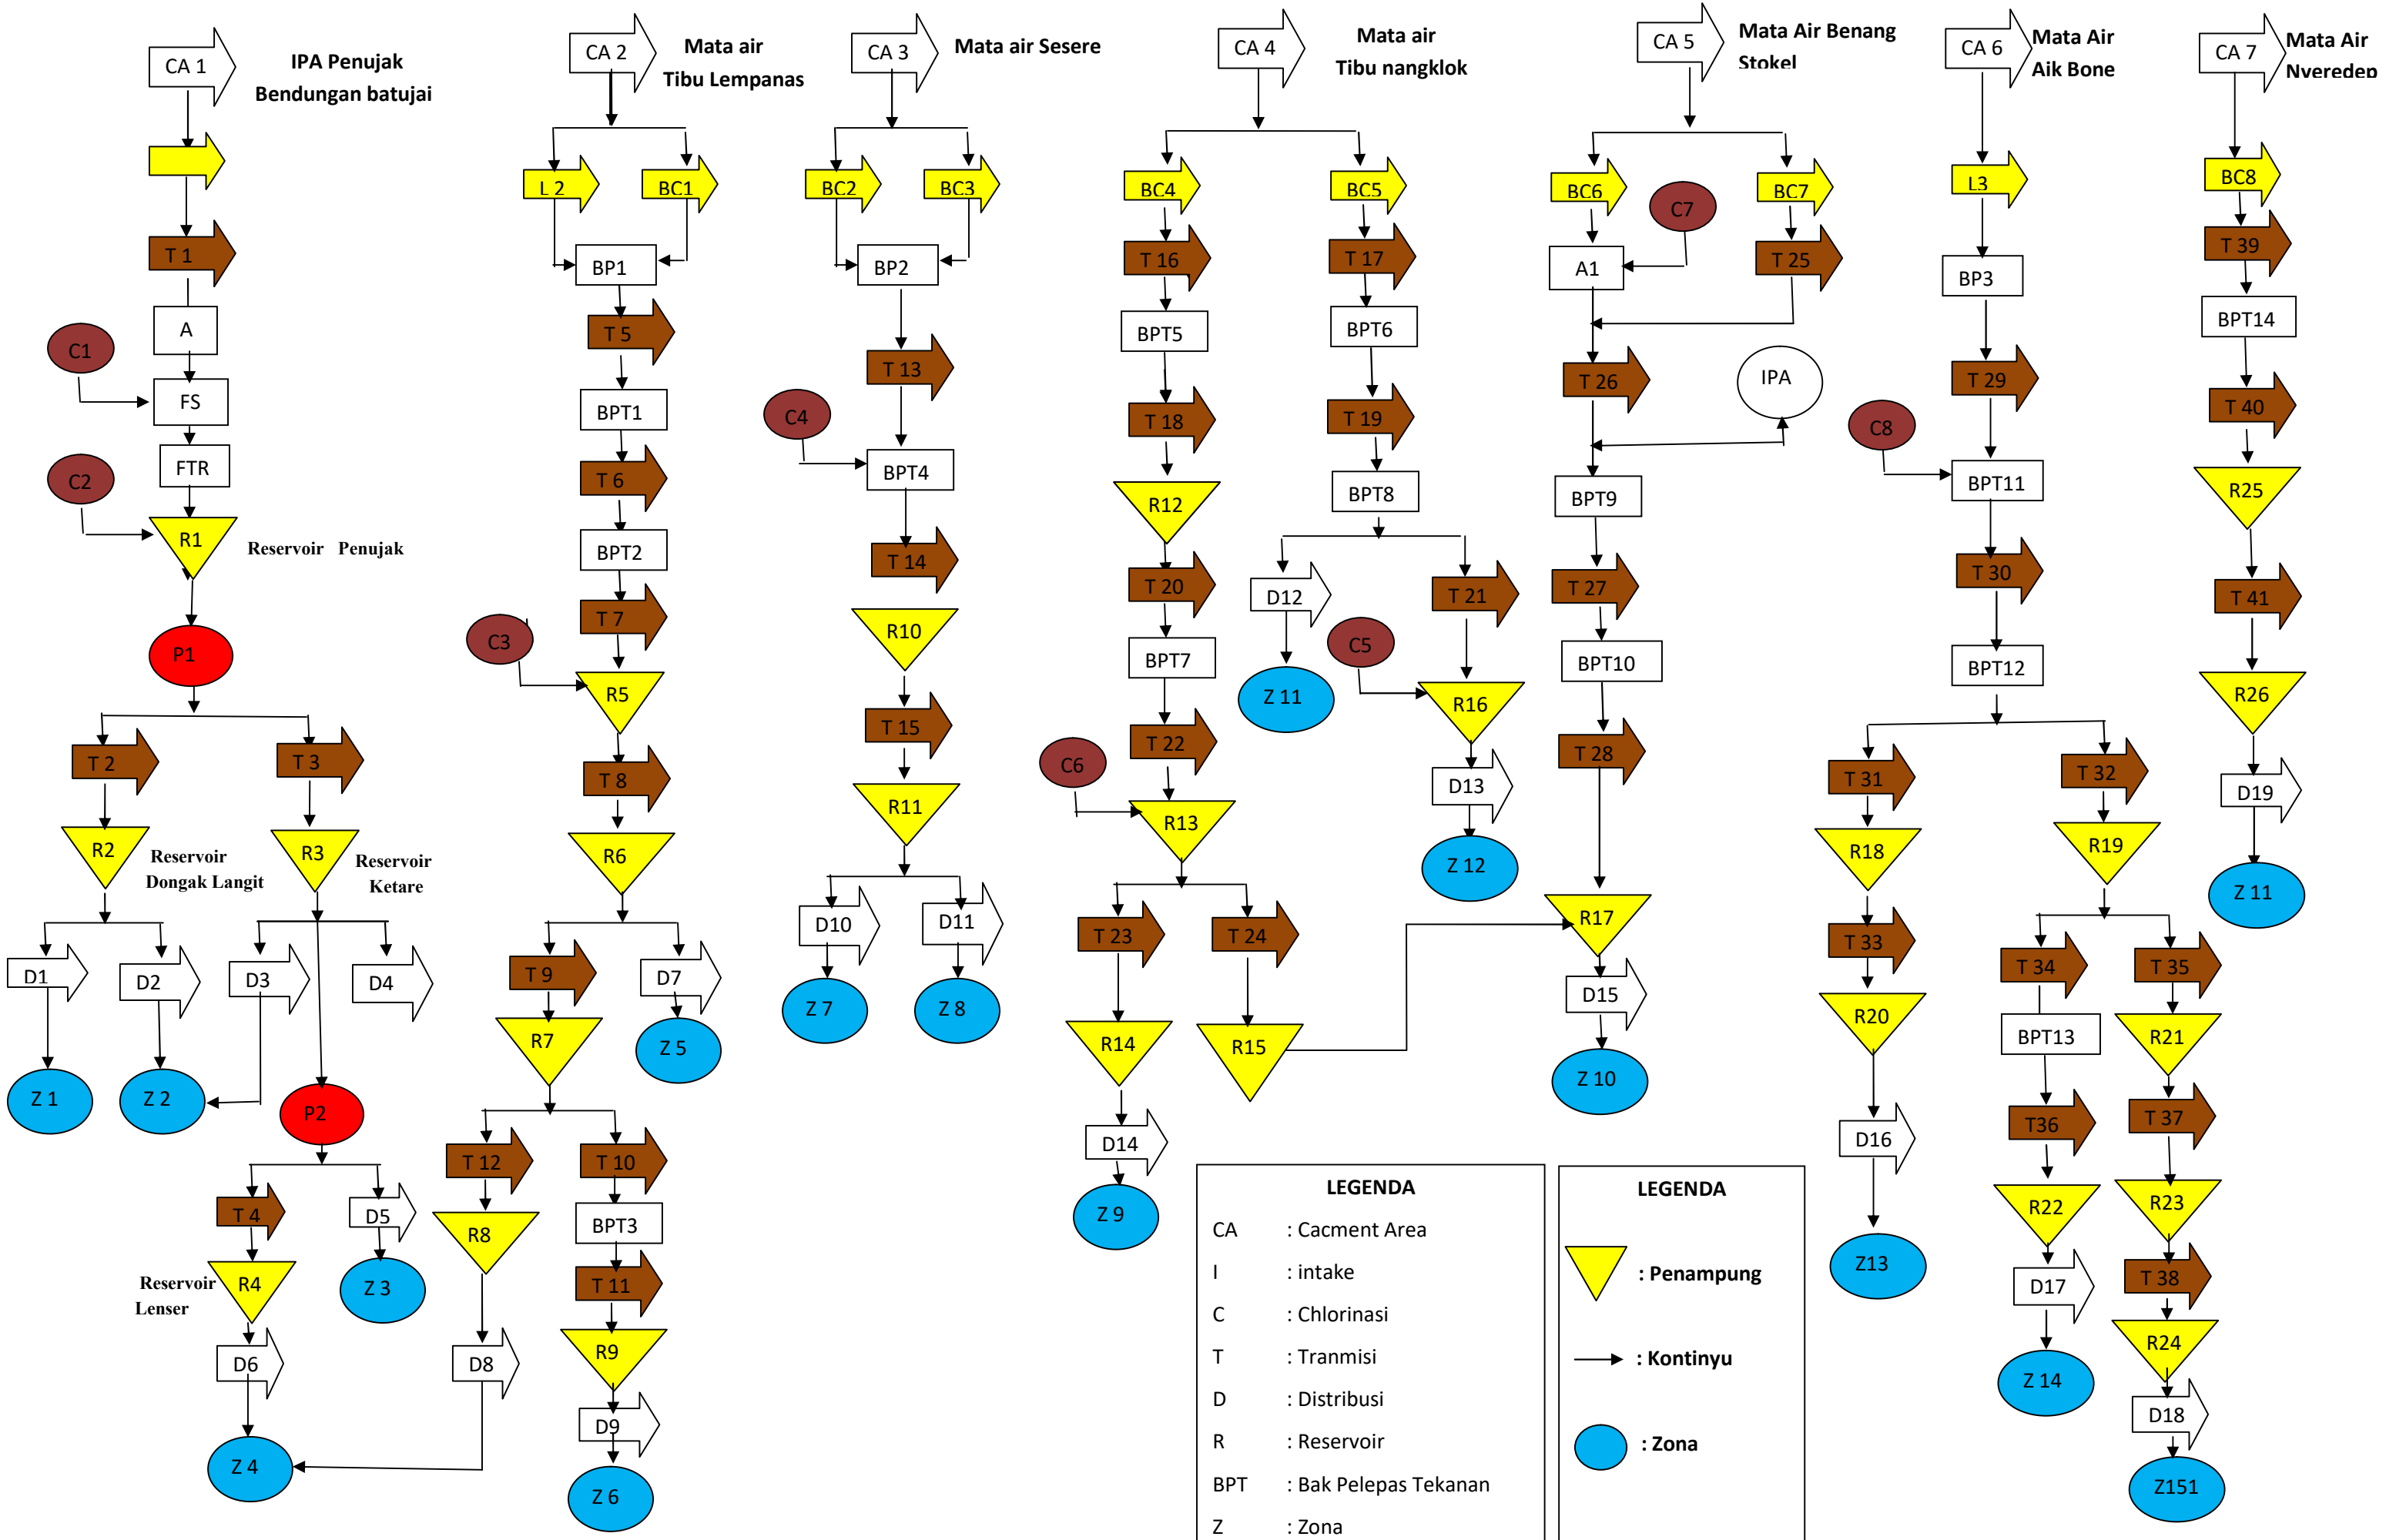 CA 1
IPA Penujak
Bendungan batujai
CA 2
Mata air
Tibu Lempanas
CA 3
Mata air Sesere
CA 4
Mata air
Tibu nangklok
CA 5
Mata Air Benang
Stokel
CA 6
Mata Air
Aik Bone
CA 7
Mata Air
Nyeredep
T 1
A
C1
FS
FTR
C2
R1
Reservoir Penujak
P1
T 2
T 3
R2
Reservoir
Dongak Langit
R3
Reservoir
Ketare
D1
D2
D3
D4
Z 1
Z 2
P2
T 4
D5
Reservoir
Lenser
R4
Z 3
D6
Z 4
L 2
BC1
BP1
T 5
BPT1
T 6
BPT2
T 7
C3
R5
T 8
R6
T 9
D7
R7
Z 5
T 12
T 10
R8
BPT3
T 11
R9
D8
D9
Z 6
BC2
BC3
BP2
T 13
C4
BPT4
T 14
R10
T 15
R11
D10
D11
Z 7
Z 8
BC4
BC5
T 16
T 17
BPT5
BPT6
T 18
T 19
R12
BPT8
T 20
D12
T 21
BPT7
Z 11
C5
R16
T 22
C6
D13
R13
Z 12
T 23
T 24
R14
R15
D14
Z 9
BC6
C7
BC7
A1
T 25
T 26
IPA
BPT9
T 27
BPT10
T 28
R17
D15
Z 10
L3
BP3
T 29
C8
BPT11
T 30
BPT12
T 31
T 32
R18
R19
T 33
T 34
T 35
R20
BPT13
R21
D16
T36
T 37
Z13
R22
R23
D17
T 38
Z 14
R24
D18
Z151
BC8
T 39
BPT14
T 40
R25
T 41
R26
D19
Z 11
LEGENDA
CA : Cacment Area
I : intake
C : Chlorinasi
T : Tranmisi
D : Distribusi
R : Reservoir
BPT : Bak Pelepas Tekanan
Z : Zona
LEGENDA
: Penampung
: Kontinyu
: Zona